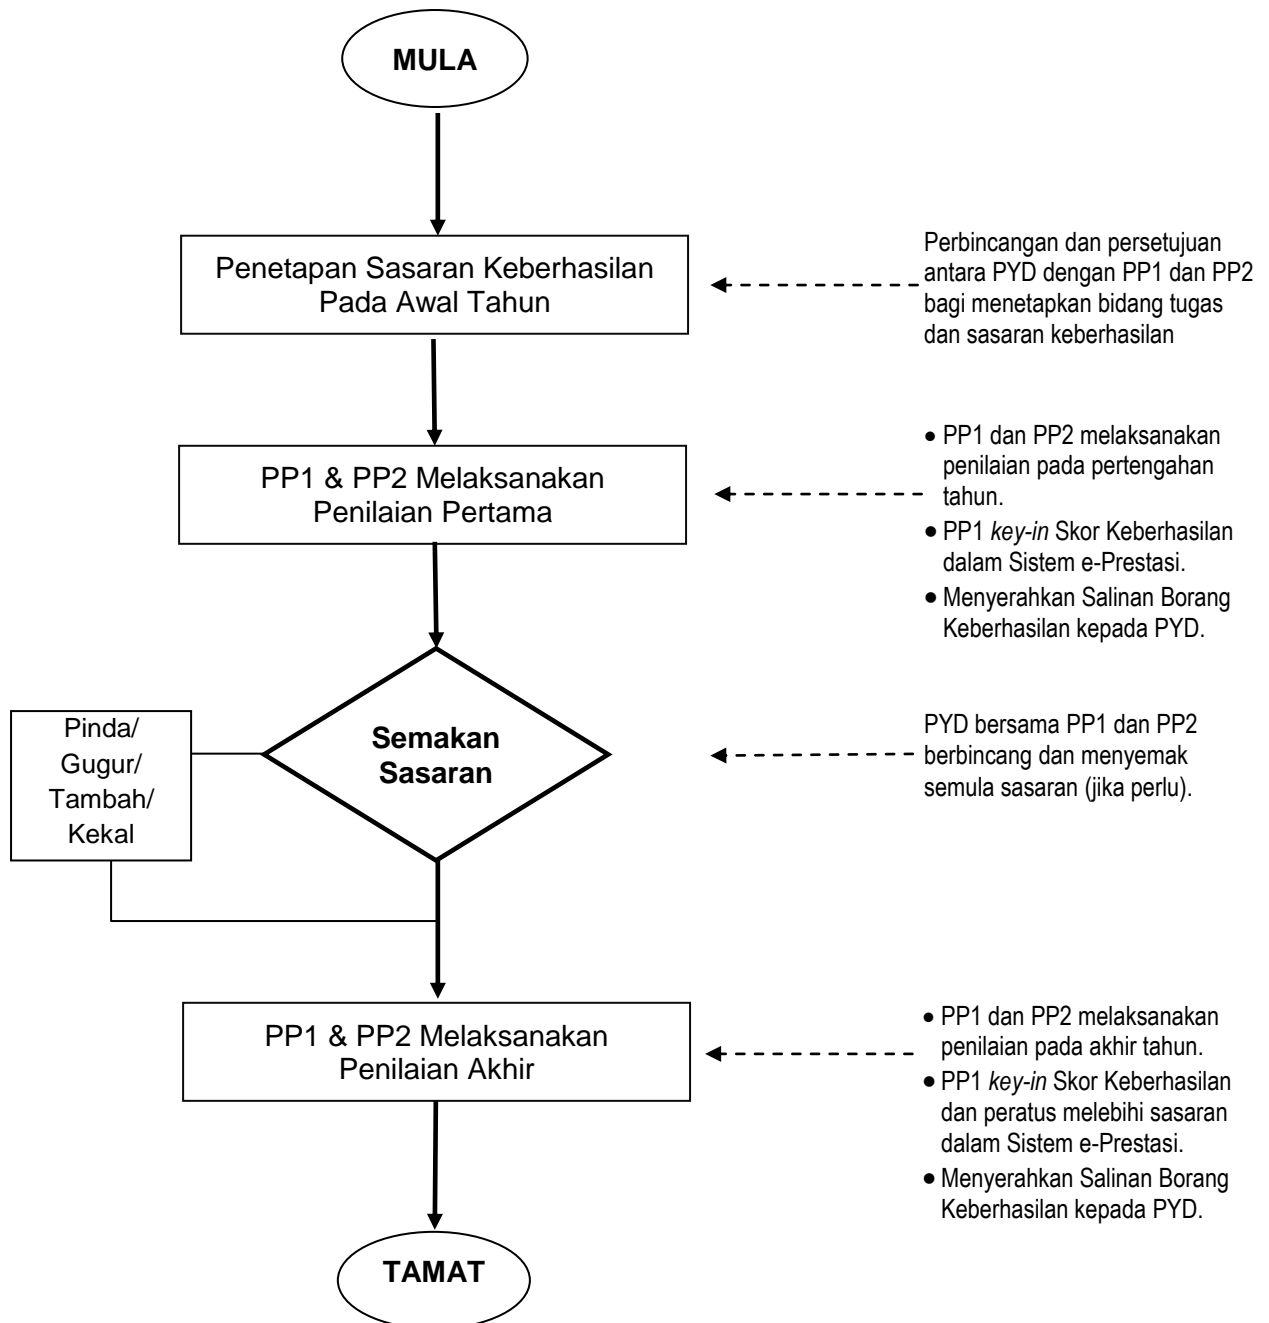 MULA
Penetapan Sasaran Keberhasilan
Pada Awal Tahun
Perbincangan dan persetujuan
antara PYD dengan PP1 dan PP2
bagi menetapkan bidang tugas
dan sasaran keberhasilan
PP1 & PP2 Melaksanakan
Penilaian Pertama
• PP1 dan PP2 melaksanakan
penilaian pada pertengahan
tahun.
• PP1 key-in Skor Keberhasilan
dalam Sistem e-Prestasi.
• Menyerahkan Salinan Borang
Keberhasilan kepada PYD.
Pinda/
Gugur/
Tambah/
Kekal
Semakan
Sasaran
PYD bersama PP1 dan PP2
berbincang dan menyemak
semula sasaran (jika perlu).
PP1 & PP2 Melaksanakan
Penilaian Akhir
• PP1 dan PP2 melaksanakan
penilaian pada akhir tahun.
• PP1 key-in Skor Keberhasilan
dan peratus melebihi sasaran
dalam Sistem e-Prestasi.
• Menyerahkan Salinan Borang
Keberhasilan kepada PYD.
TAMAT